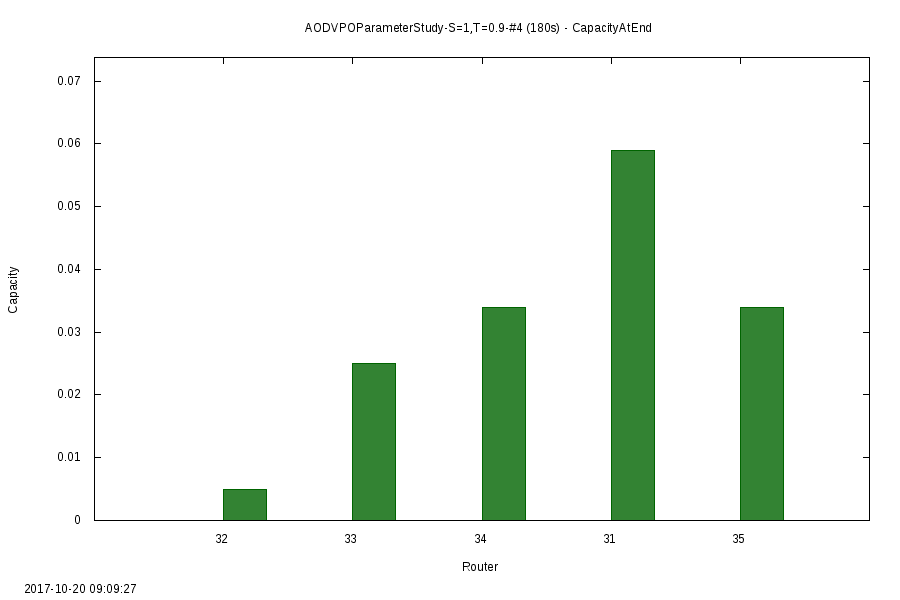 AODVPOParameterStudy-S=1,T=0.9-#4 (180s) - CapacityAtEnd
0.07
0.06
0.05
0.04
0.03
0.02
0.01
0
Capacity
32 33 34 31 35
Router
2017-10-20 09:09:27